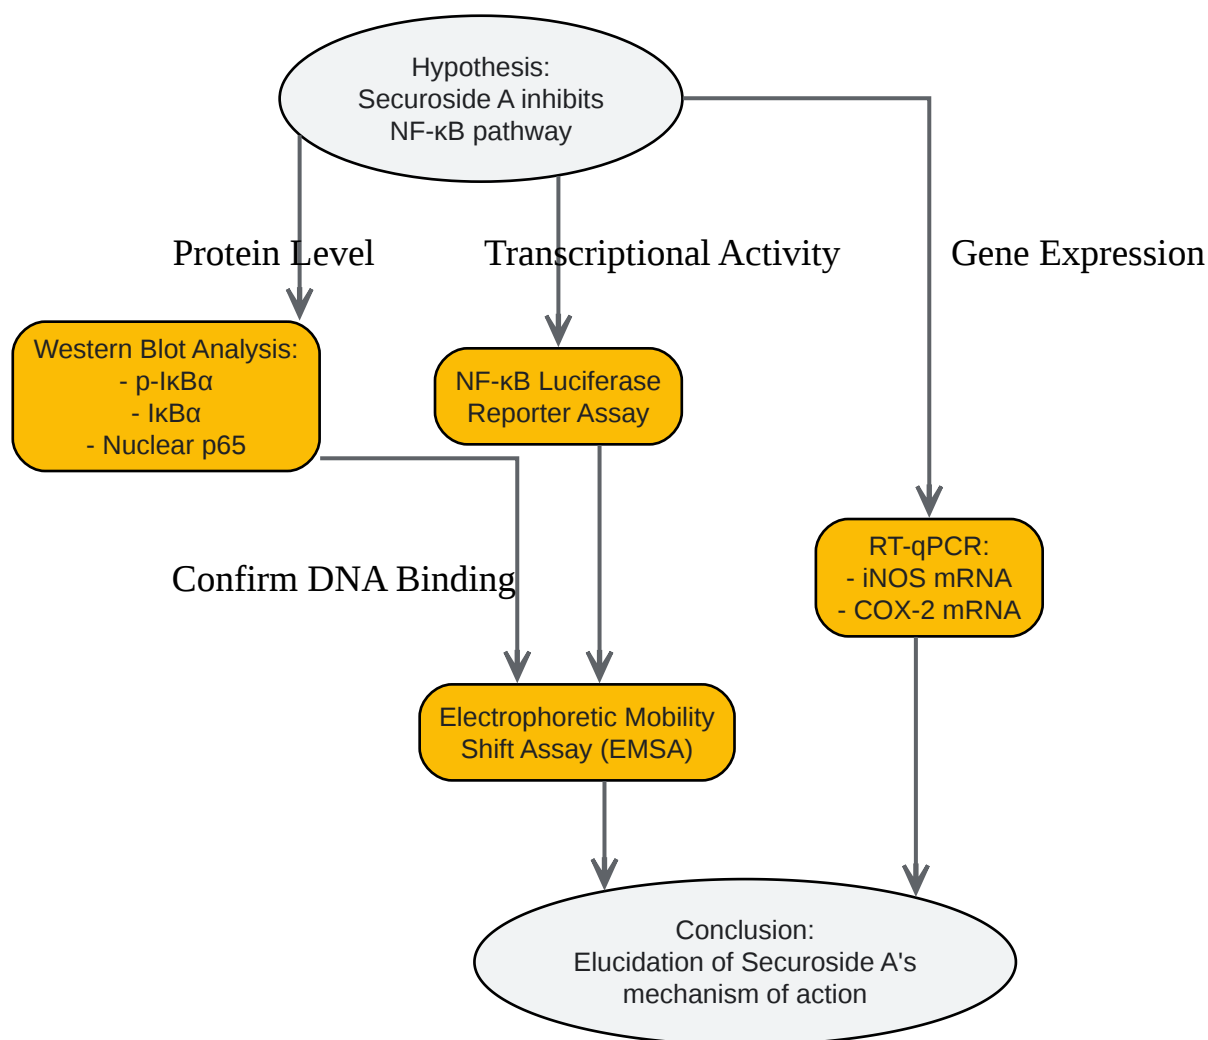 Hypothesis:
Securoside A inhibits
NF-κB pathway
Protein Level
Transcriptional Activity
Gene Expression
Western Blot Analysis:
- p-IκBα
- IκBα
- Nuclear p65
NF-κB Luciferase
Reporter Assay
RT-qPCR:
- iNOS mRNA
- COX-2 mRNA
Confirm DNA Binding
Electrophoretic Mobility
Shift Assay (EMSA)
Conclusion:
Elucidation of Securoside A's
mechanism of action